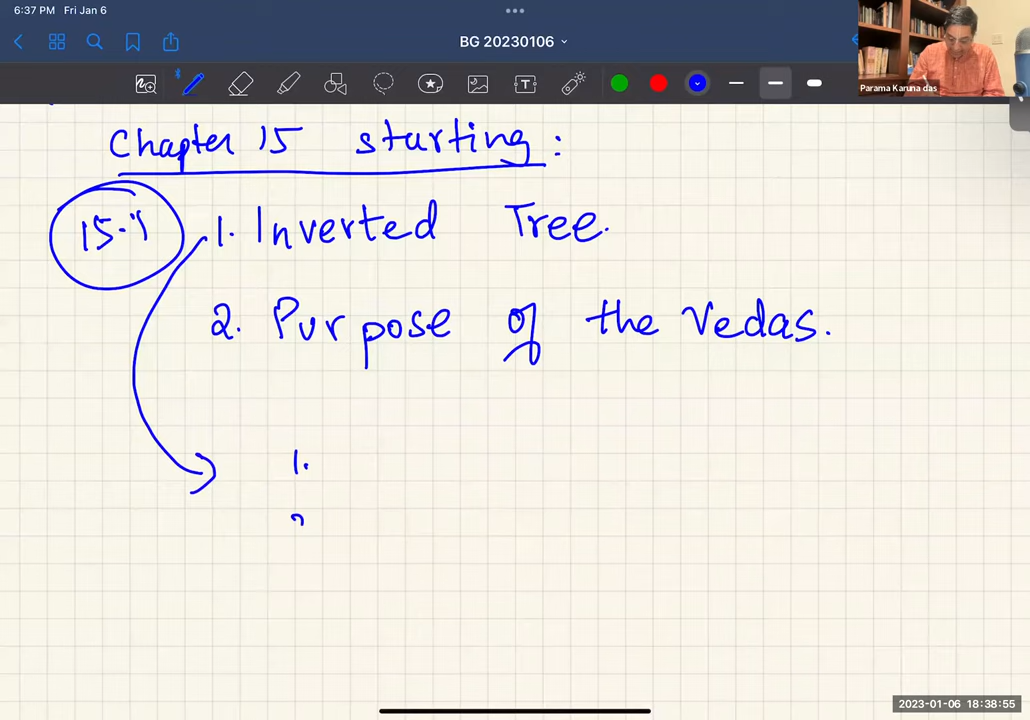 6:37 PM Fri Jan 6
BG 20230106
Parama Karuna das
Chapter 15 starting:
15.1 1. Inverted Tree.
2. Purpose of the Vedas.
1.
2023-01-06 18:38:55